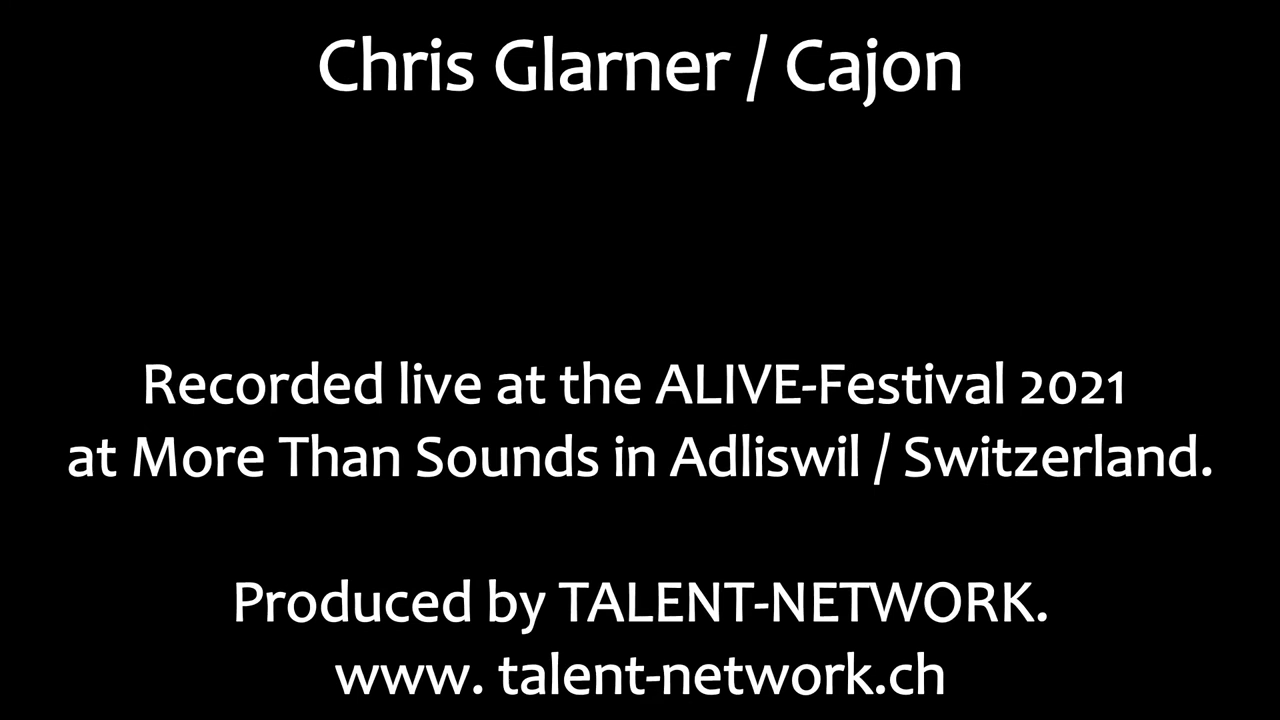 Chris Glarner / Cajon
Recorded live at the ALIVE-Festival 2021
at More Than Sounds in Adliswil / Switzerland.
Produced by TALENT-NETWORK.
www. talent-network.ch